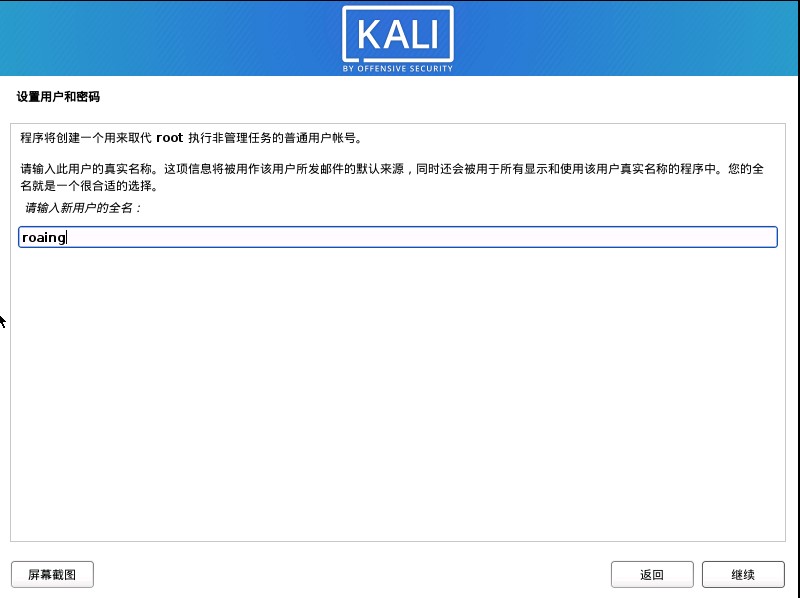 KALI
BY OFFENSIVE SECURITY
设置用户和密码
程序将创建一个用来取代 root 执行非管理任务的普通用户帐号。
请输入此用户的真实名称。这项信息将被用作该用户所发邮件的默认来源，同时还会被用于所有显示和使用该用户真实名称的程序中。您的全
名就是一个很合适的选择。
请输入新用户的全名：
roaing
屏幕截图
返回
继续